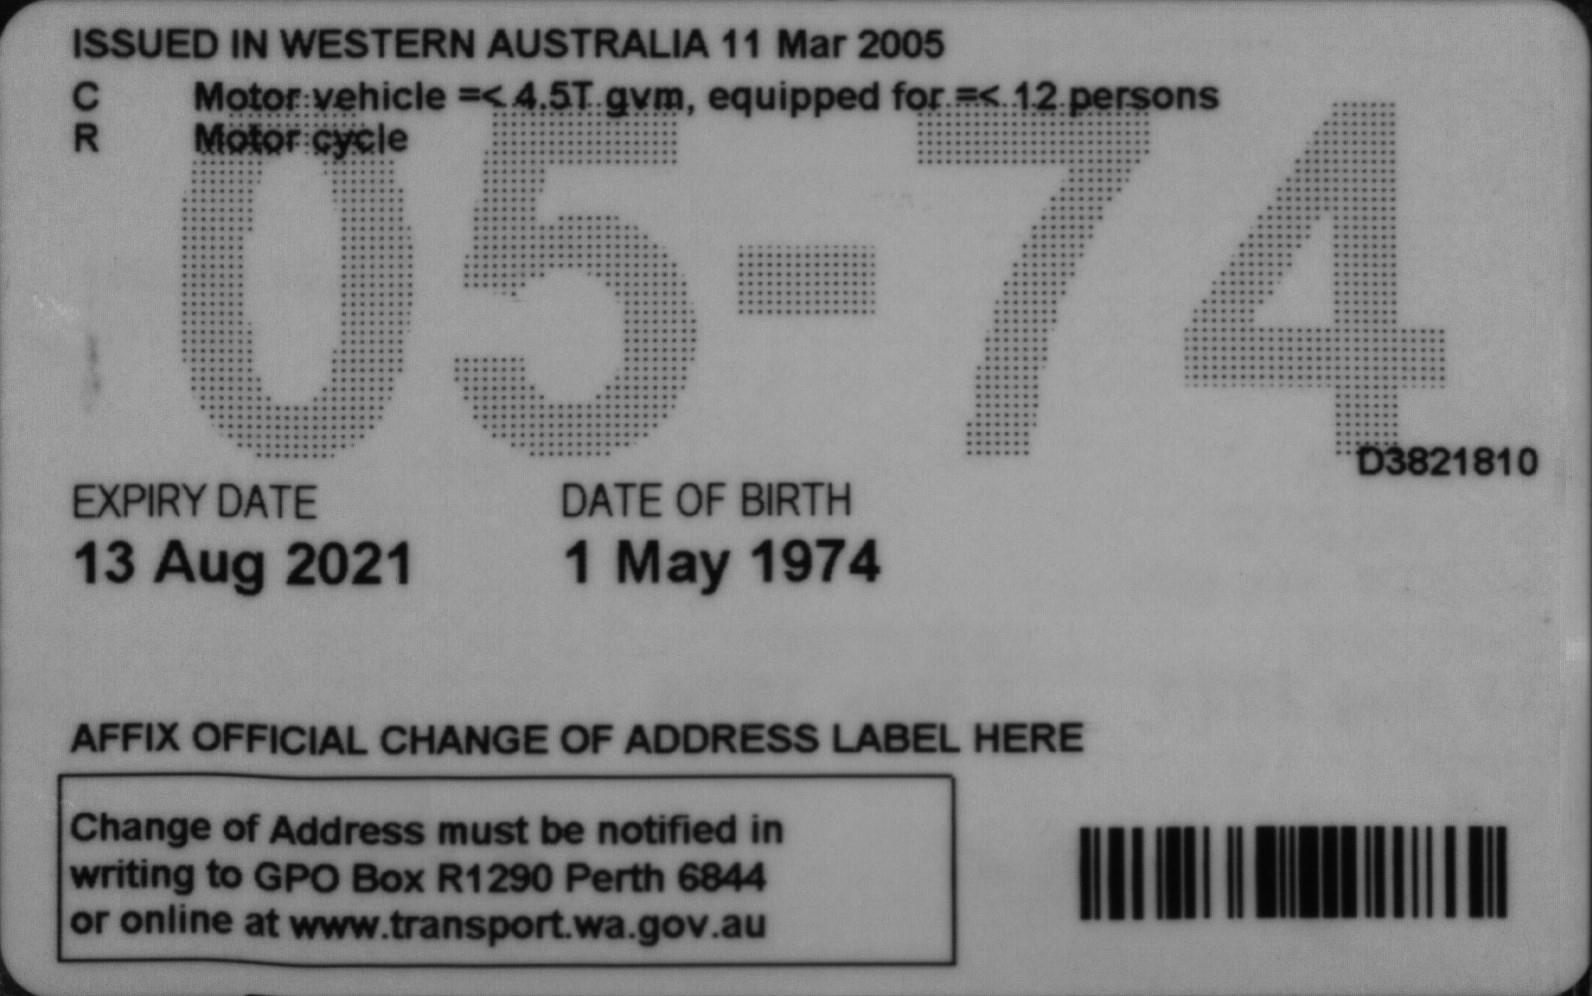 ISSUED IN WESTERN AUSTRALIA 11 Mar 2005
C Motor vehicle =< 4.5T gvm, equipped for =< 12 persons
R Motor cycle
05-74
D3821810
EXPIRY DATE DATE OF BIRTH
13 Aug 2021 1 May 1974
AFFIX OFFICIAL CHANGE OF ADDRESS LABEL HERE
Change of Address must be notified in
writing to GPO Box R1290 Perth 6844
or online at www.transport.wa.gov.au